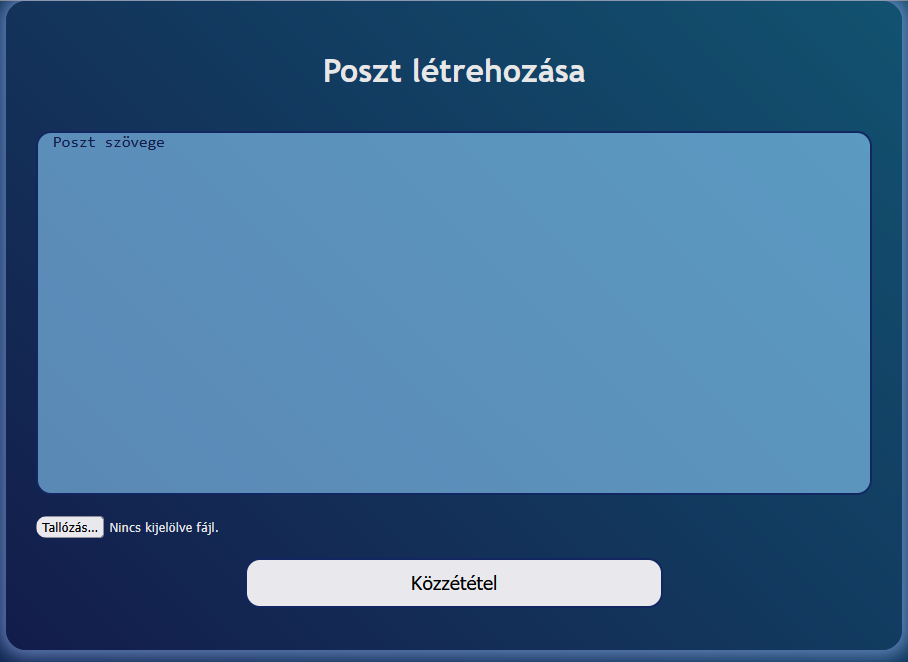 Poszt létrehozása
Poszt szövege
Tallózás... Nincs kijelölve fájl.
Közzététel